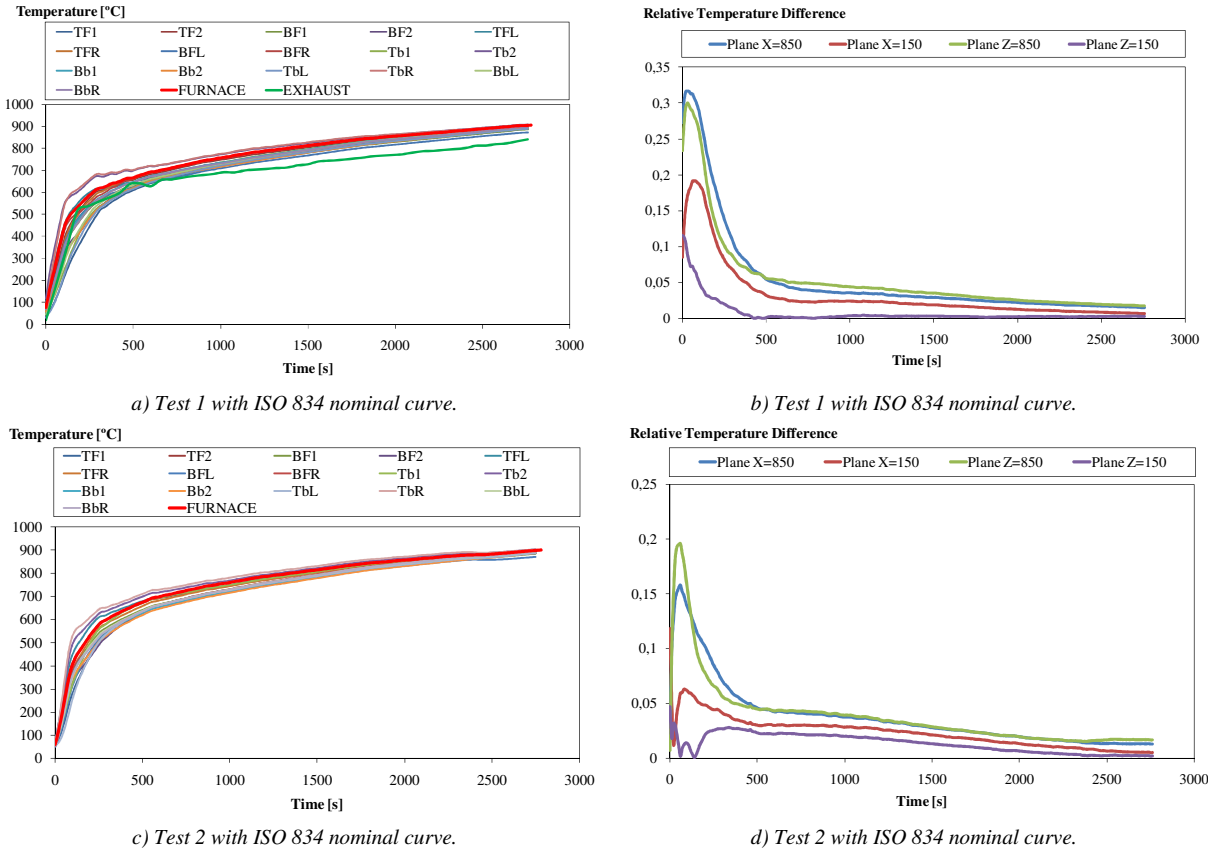 Temperature [ºC]
TF1 TF2 BF1 BF2 TFL
TFR BFL BFR Tb1 Tb2
Bb1 Bb2 TbL TbR BbL
BbR FURNACE EXHAUST
1000
900
800
700
600
500
400
300
200
100
0
0 500 1000 1500 2000 2500 3000
Time [s]
a) Test 1 with ISO 834 nominal curve.
Relative Temperature Difference
Plane X=850 Plane X=150 Plane Z=850 Plane Z=150
0,35
0,3
0,25
0,2
0,15
0,1
0,05
0
0 500 1000 1500 2000 2500 3000
Time [s]
b) Test 1 with ISO 834 nominal curve.
Temperature [ºC]
TF1 TF2 BF1 BF2 TFL
TFR BFL BFR Tb1 Tb2
Bb1 Bb2 TbL TbR BbL
BbR FURNACE
1000
900
800
700
600
500
400
300
200
100
0
0 500 1000 1500 2000 2500 3000
Time [s]
c) Test 2 with ISO 834 nominal curve.
Relative Temperature Difference
Plane X=850 Plane X=150 Plane Z=850 Plane Z=150
0,25
0,2
0,15
0,1
0,05
0
0 500 1000 1500 2000 2500 3000
Time [s]
d) Test 2 with ISO 834 nominal curve.